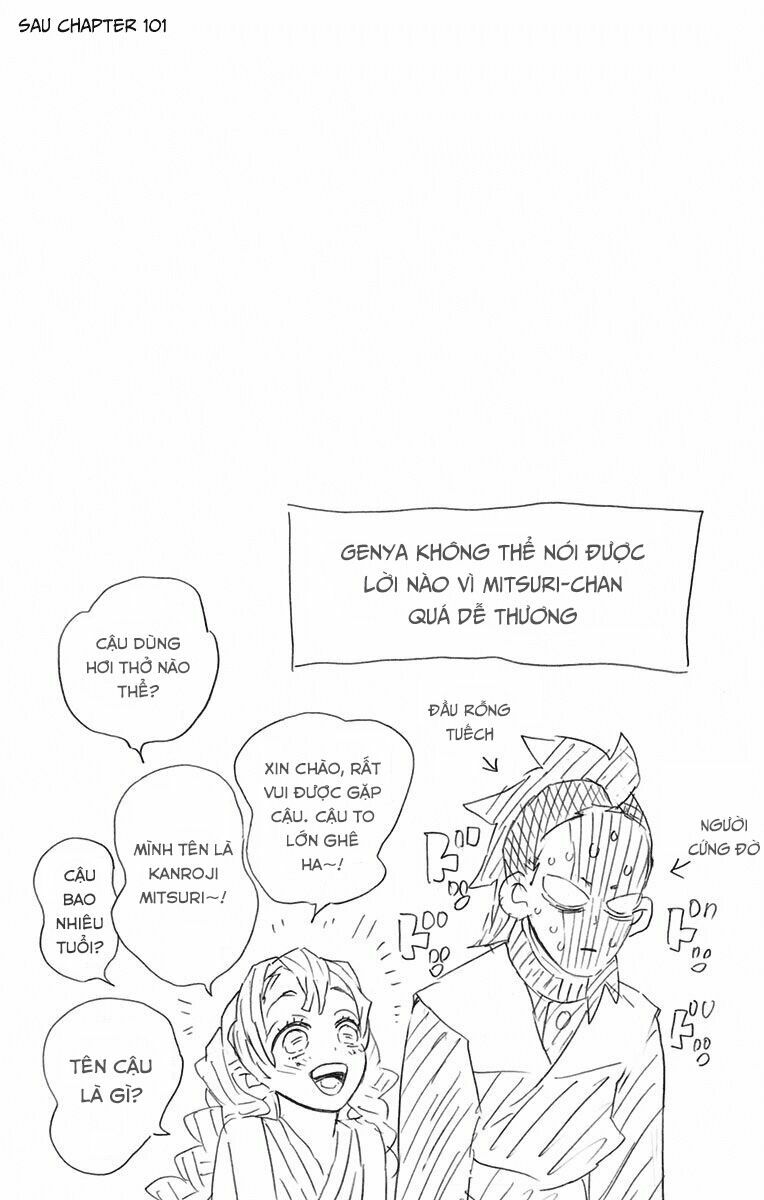 SAU CHAPTER 101
GENYA KHÔNG THỂ NÓI ĐƯỢC
LỜI NÀO VÌ MITSURI-CHAN
QUÁ DỄ THƯƠNG
CẬU DÙNG
HƠI THỞ NÀO
THẾ?
ĐẦU RỖNG
TUẾCH
XIN CHÀO, RẤT
VUI ĐƯỢC GẶP
CẬU. CẬU TO
LỚN GHÊ
HA~!
NGƯỜI
CỨNG ĐỜ
MÌNH TÊN LÀ
KANROJI
MITSURI~!
CẬU
BAO
NHIÊU
TUỔI?
TÊN CẬU
LÀ GÌ?